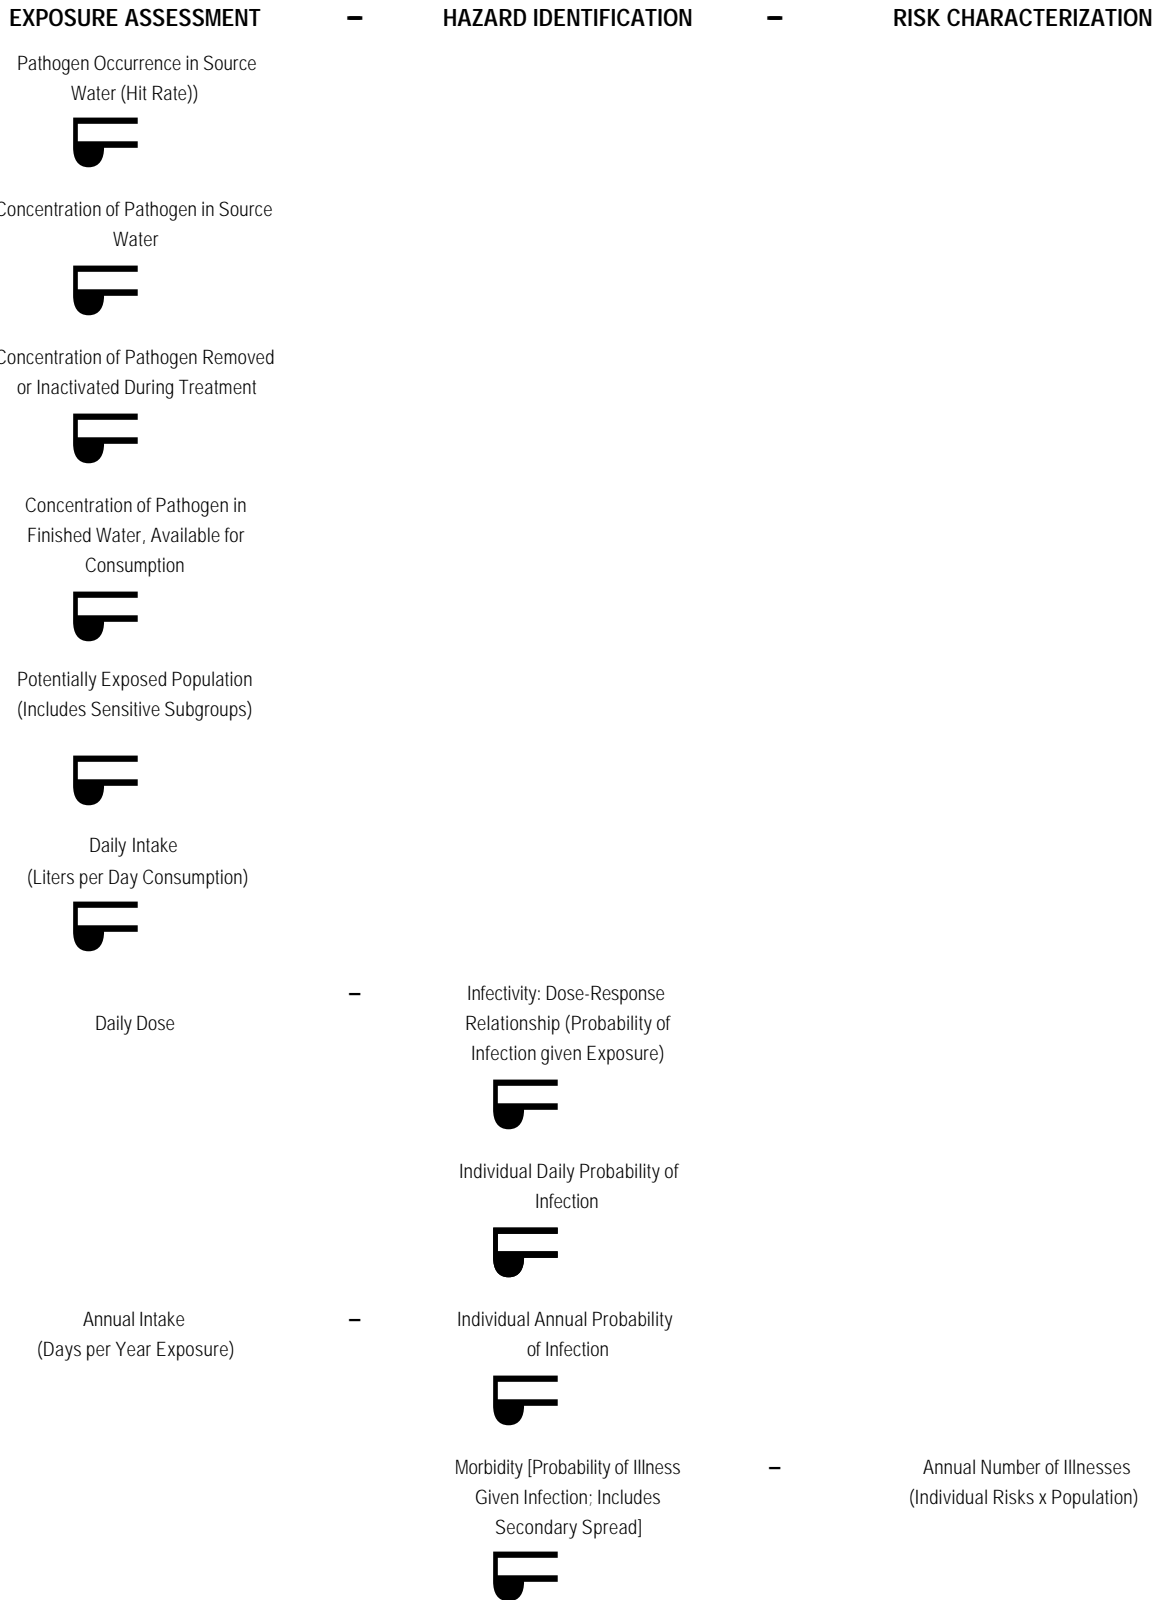 EXPOSURE ASSESSMENT – HAZARD IDENTIFICATION – RISK CHARACTERIZATION
Pathogen Occurrence in Source
Water (Hit Rate))
Concentration of Pathogen in Source
Water
Concentration of Pathogen Removed
or Inactivated During Treatment
Concentration of Pathogen in
Finished Water, Available for
Consumption
Potentially Exposed Population
(Includes Sensitive Subgroups)
Daily Intake
(Liters per Day Consumption)
Daily Dose
–
Infectivity: Dose-Response
Relationship (Probability of
Infection given Exposure)
Individual Daily Probability of
Infection
Annual Intake
(Days per Year Exposure)
–
Individual Annual Probability
of Infection
Morbidity [Probability of Illness
Given Infection; Includes
Secondary Spread]
–
Annual Number of Illnesses
(Individual Risks x Population)